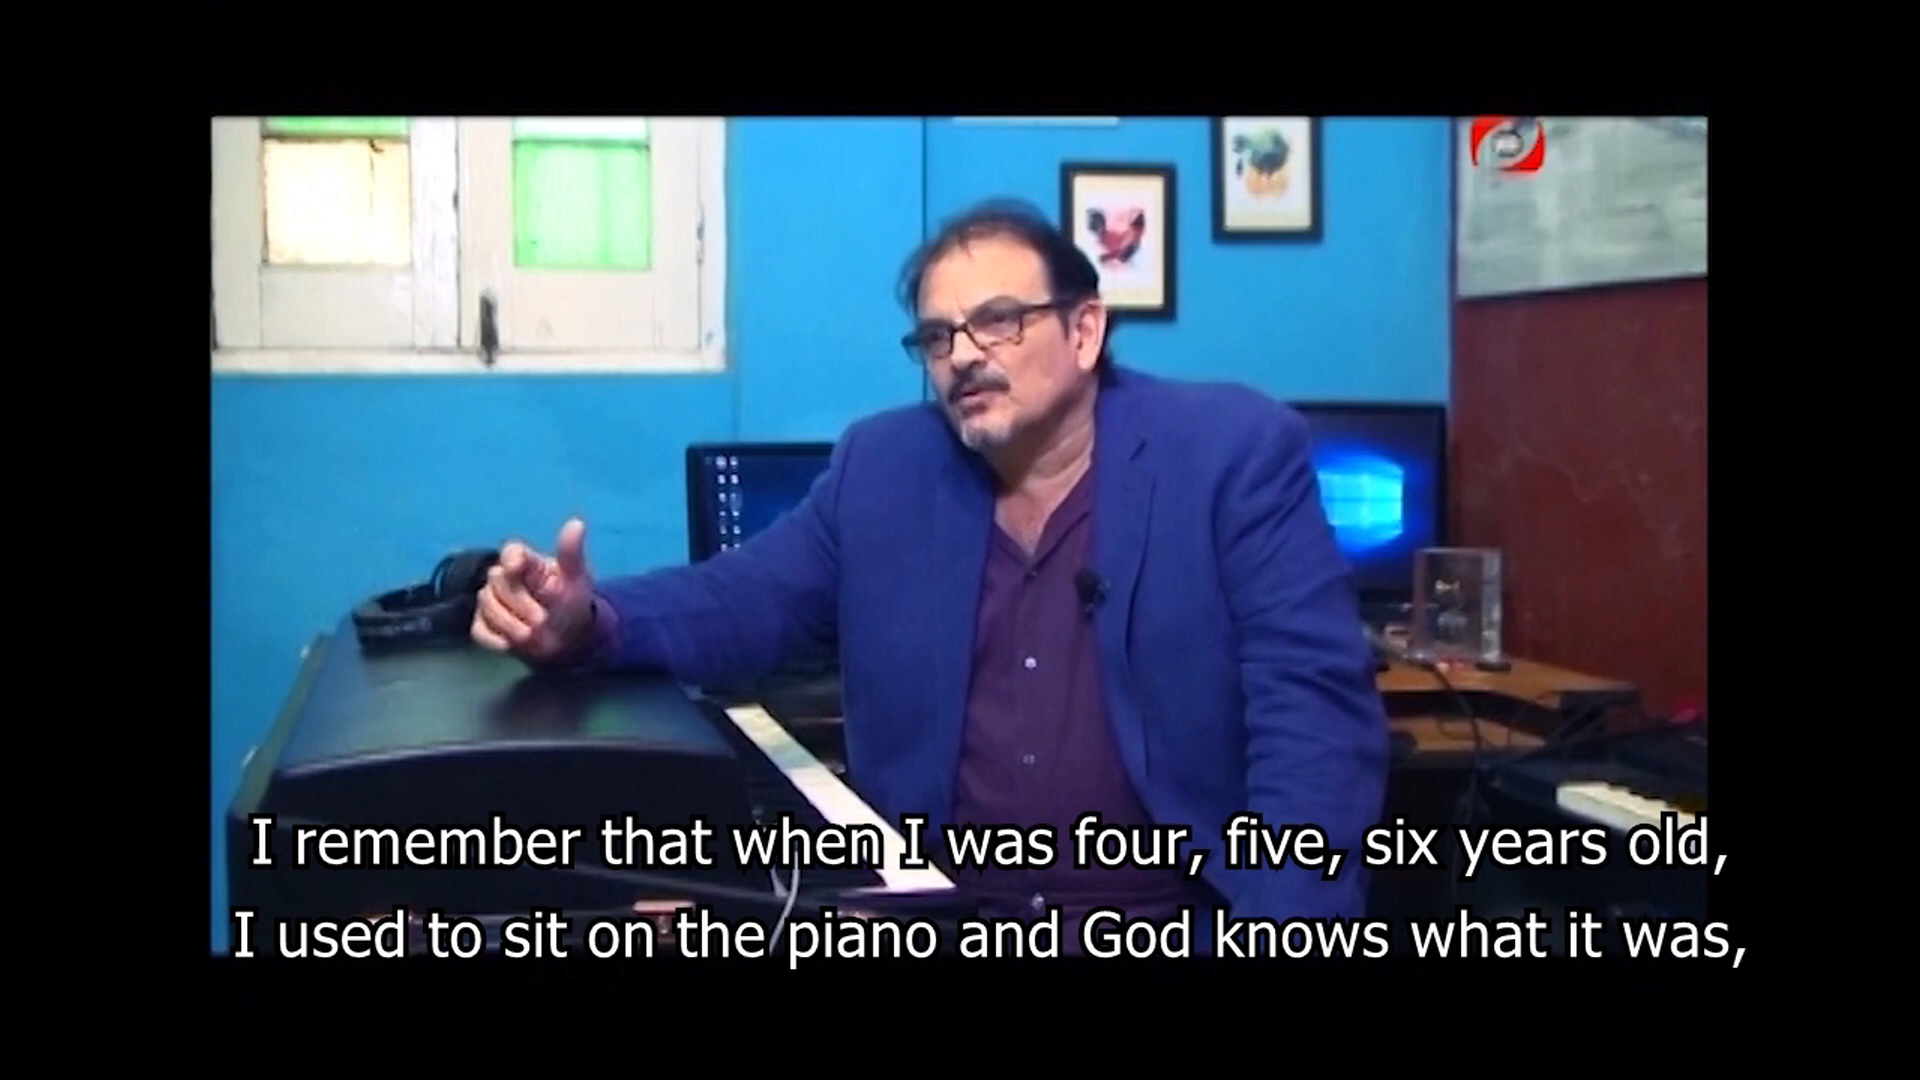 I remember that when I was four, five, six years old,
I used to sit on the piano and God knows what it was,